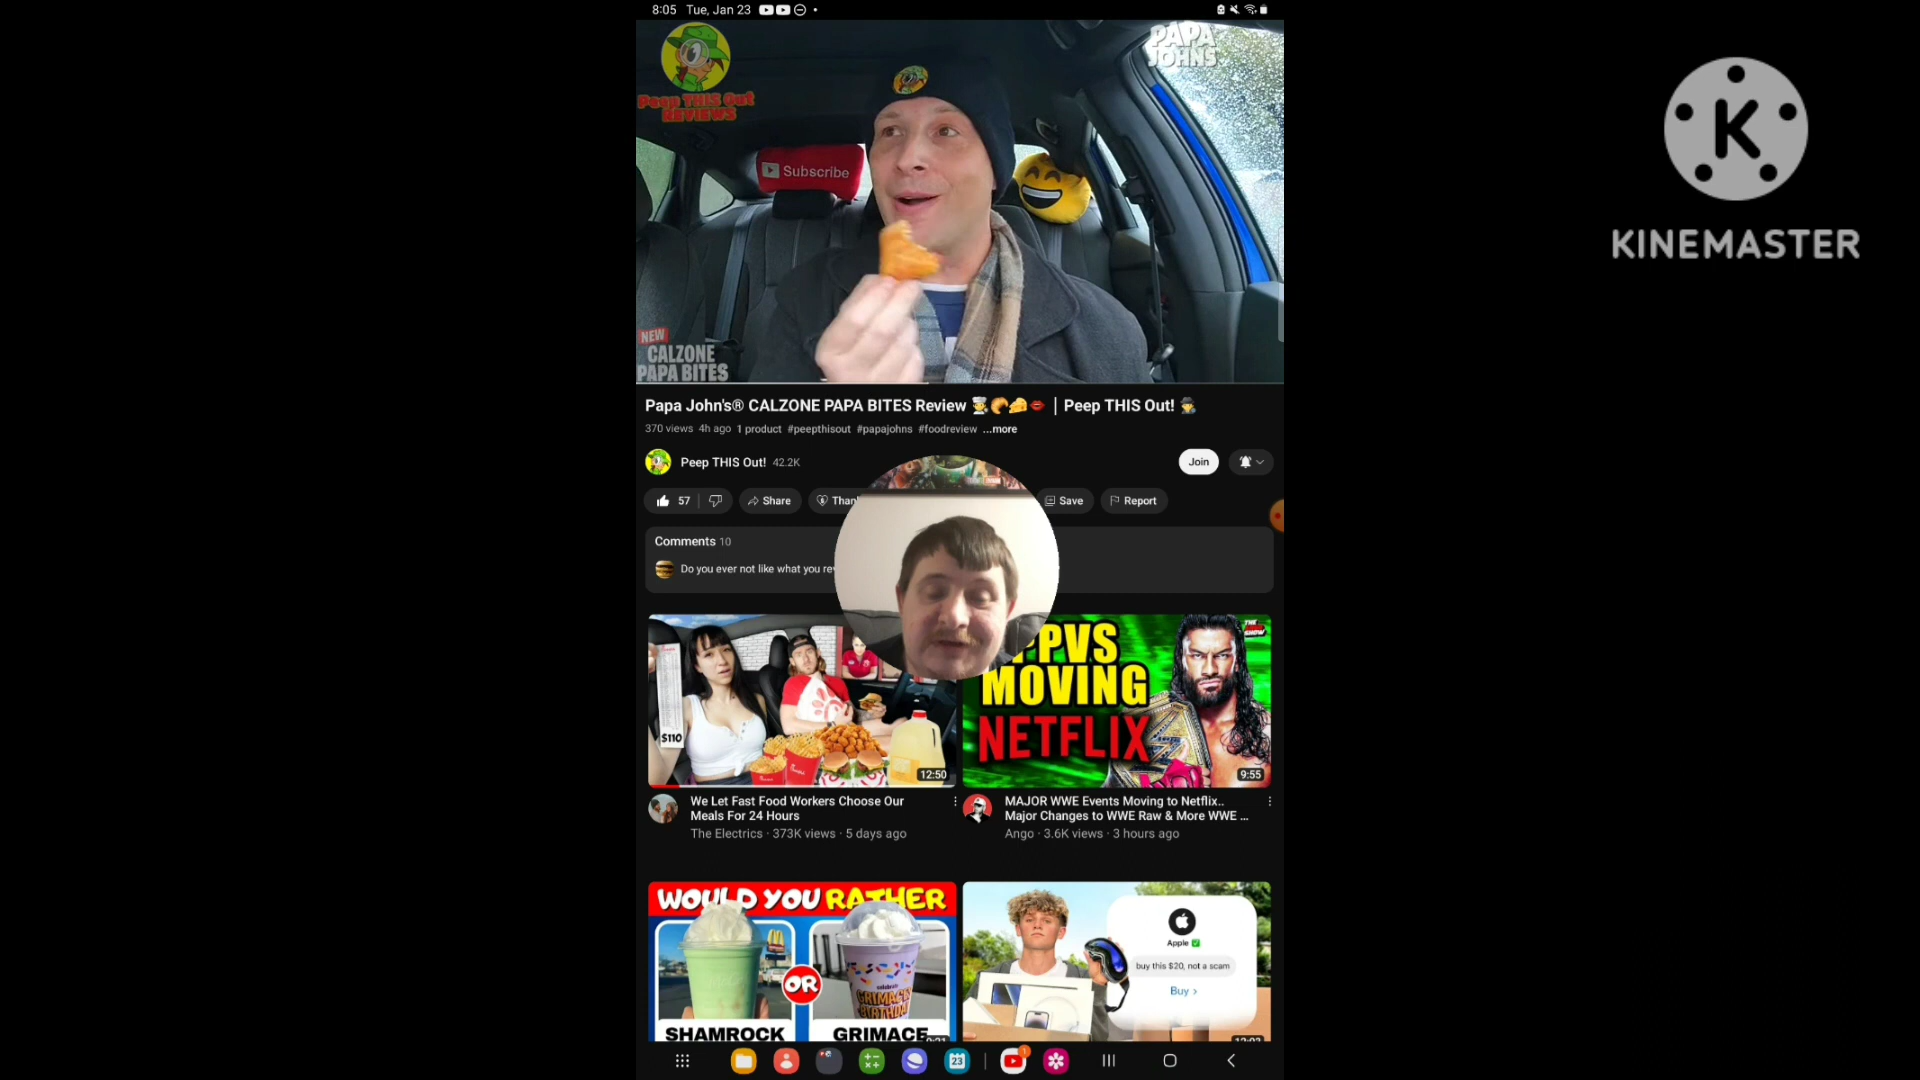 8:05 Tue, Jan 23
PAPA
JOHNS
Peep THIS Out
REVIEWS
Subscribe
NEW
CALZONE
PAPA BITES
KINEMASTER
Papa John's® CALZONE PAPA BITES Review 👨‍🍳🥐🧀💋 | Peep THIS Out! 🕵️
370 views 4h ago 1 product #peepthisout #papajohns #foodreview ...more
Peep THIS Out! 42.2K
Join
57
Share
Than
Save
Report
Comments 10
Do you ever not like what you re
$110
12:50
PPVS
MOVING
NETFLIX
9:55
We Let Fast Food Workers Choose Our
Meals For 24 Hours
The Electrics · 373K views · 5 days ago
MAJOR WWE Events Moving to Netflix..
Major Changes to WWE Raw & More WWE ...
Ango · 3.6K views · 3 hours ago
WOULD YOU RATHER
OR
GRIMACE
BIRTHDAY
SHAMROCK
GRIMACE
Apple ✅
buy this $20, not a scam
Buy >
23
1